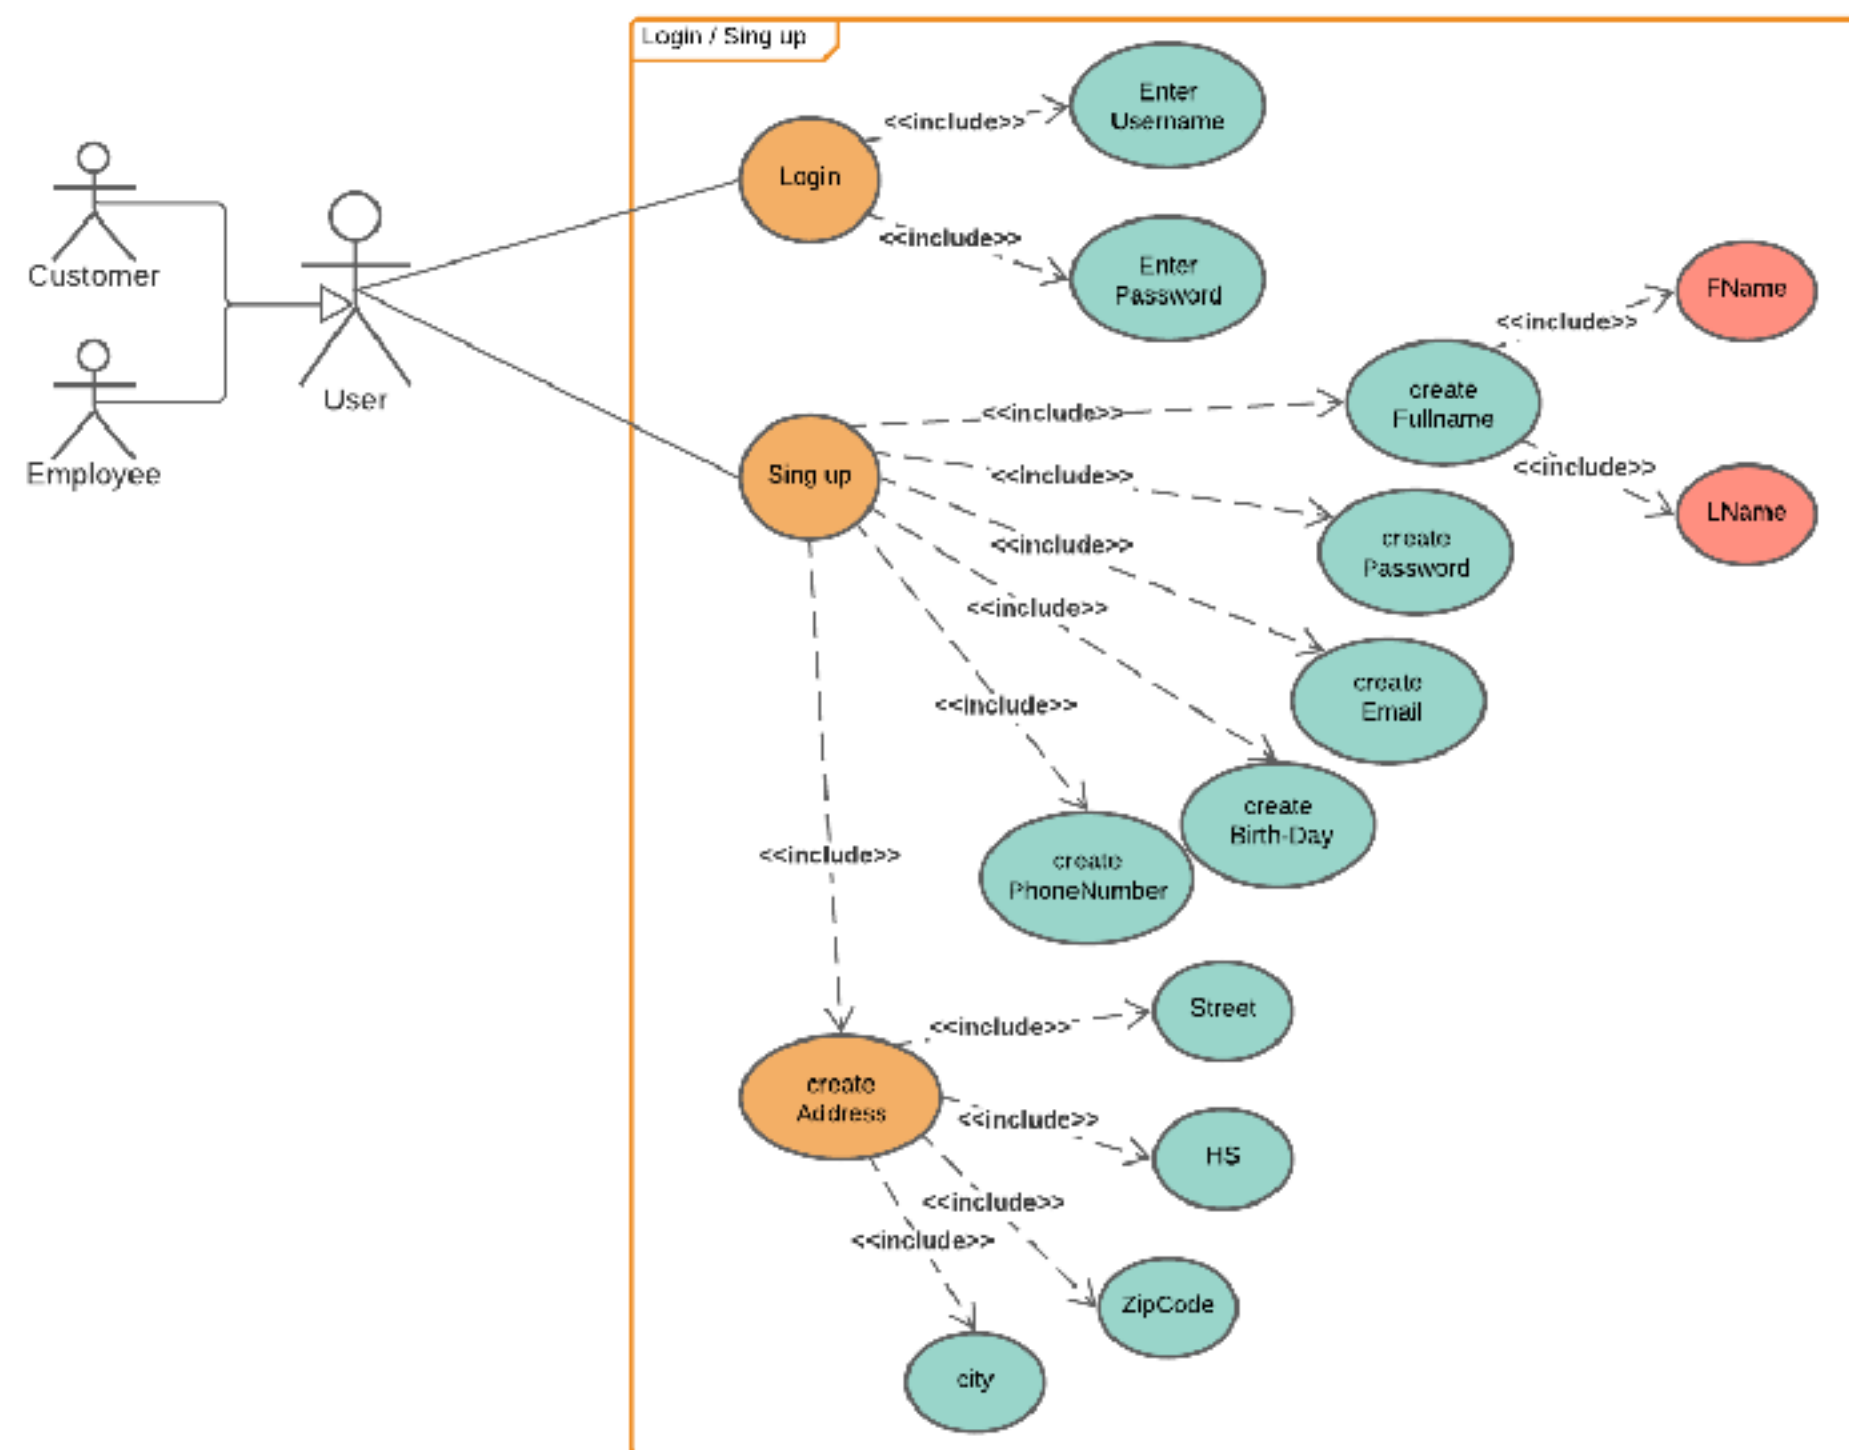 Login / Sing up
Enter
Username
<<include>>
Login
<<include>>
Enter
Password
Customer
User
Employee
FName
<<include>>
create
Fullname
<<include>>
<<include>>
LName
Sing up
<<include>>
create
Password
<<include>>
create
Email
<<include>>
<<include>>
create
Birth-Day
<<include>>
create
PhoneNumber
Street
<<include>>
create
Address
<<include>>
HS
<<include>>
<<include>>
ZipCode
city